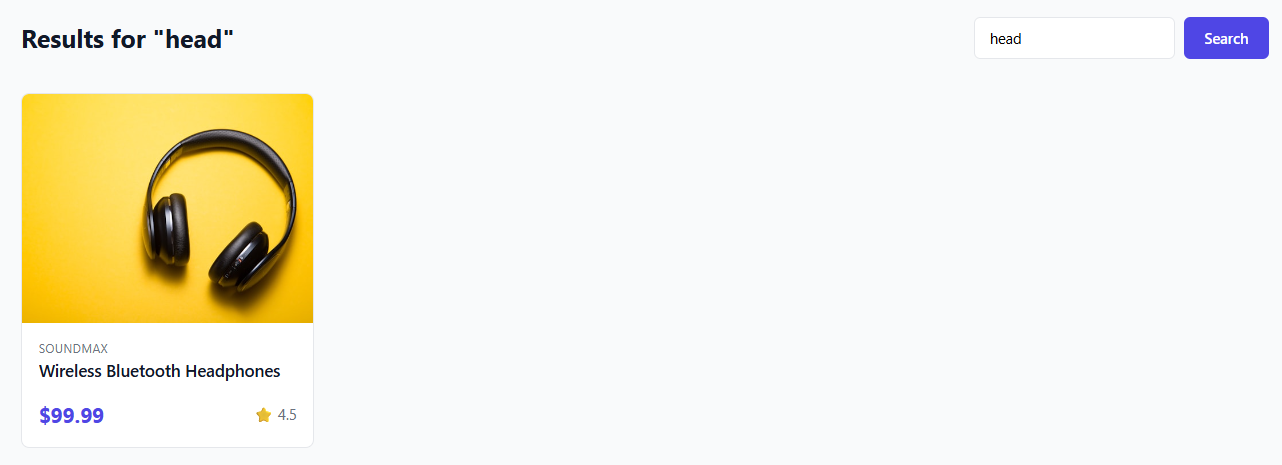 Results for "head"
head
Search
SOUNDMAX
Wireless Bluetooth Headphones
$99.99
4.5